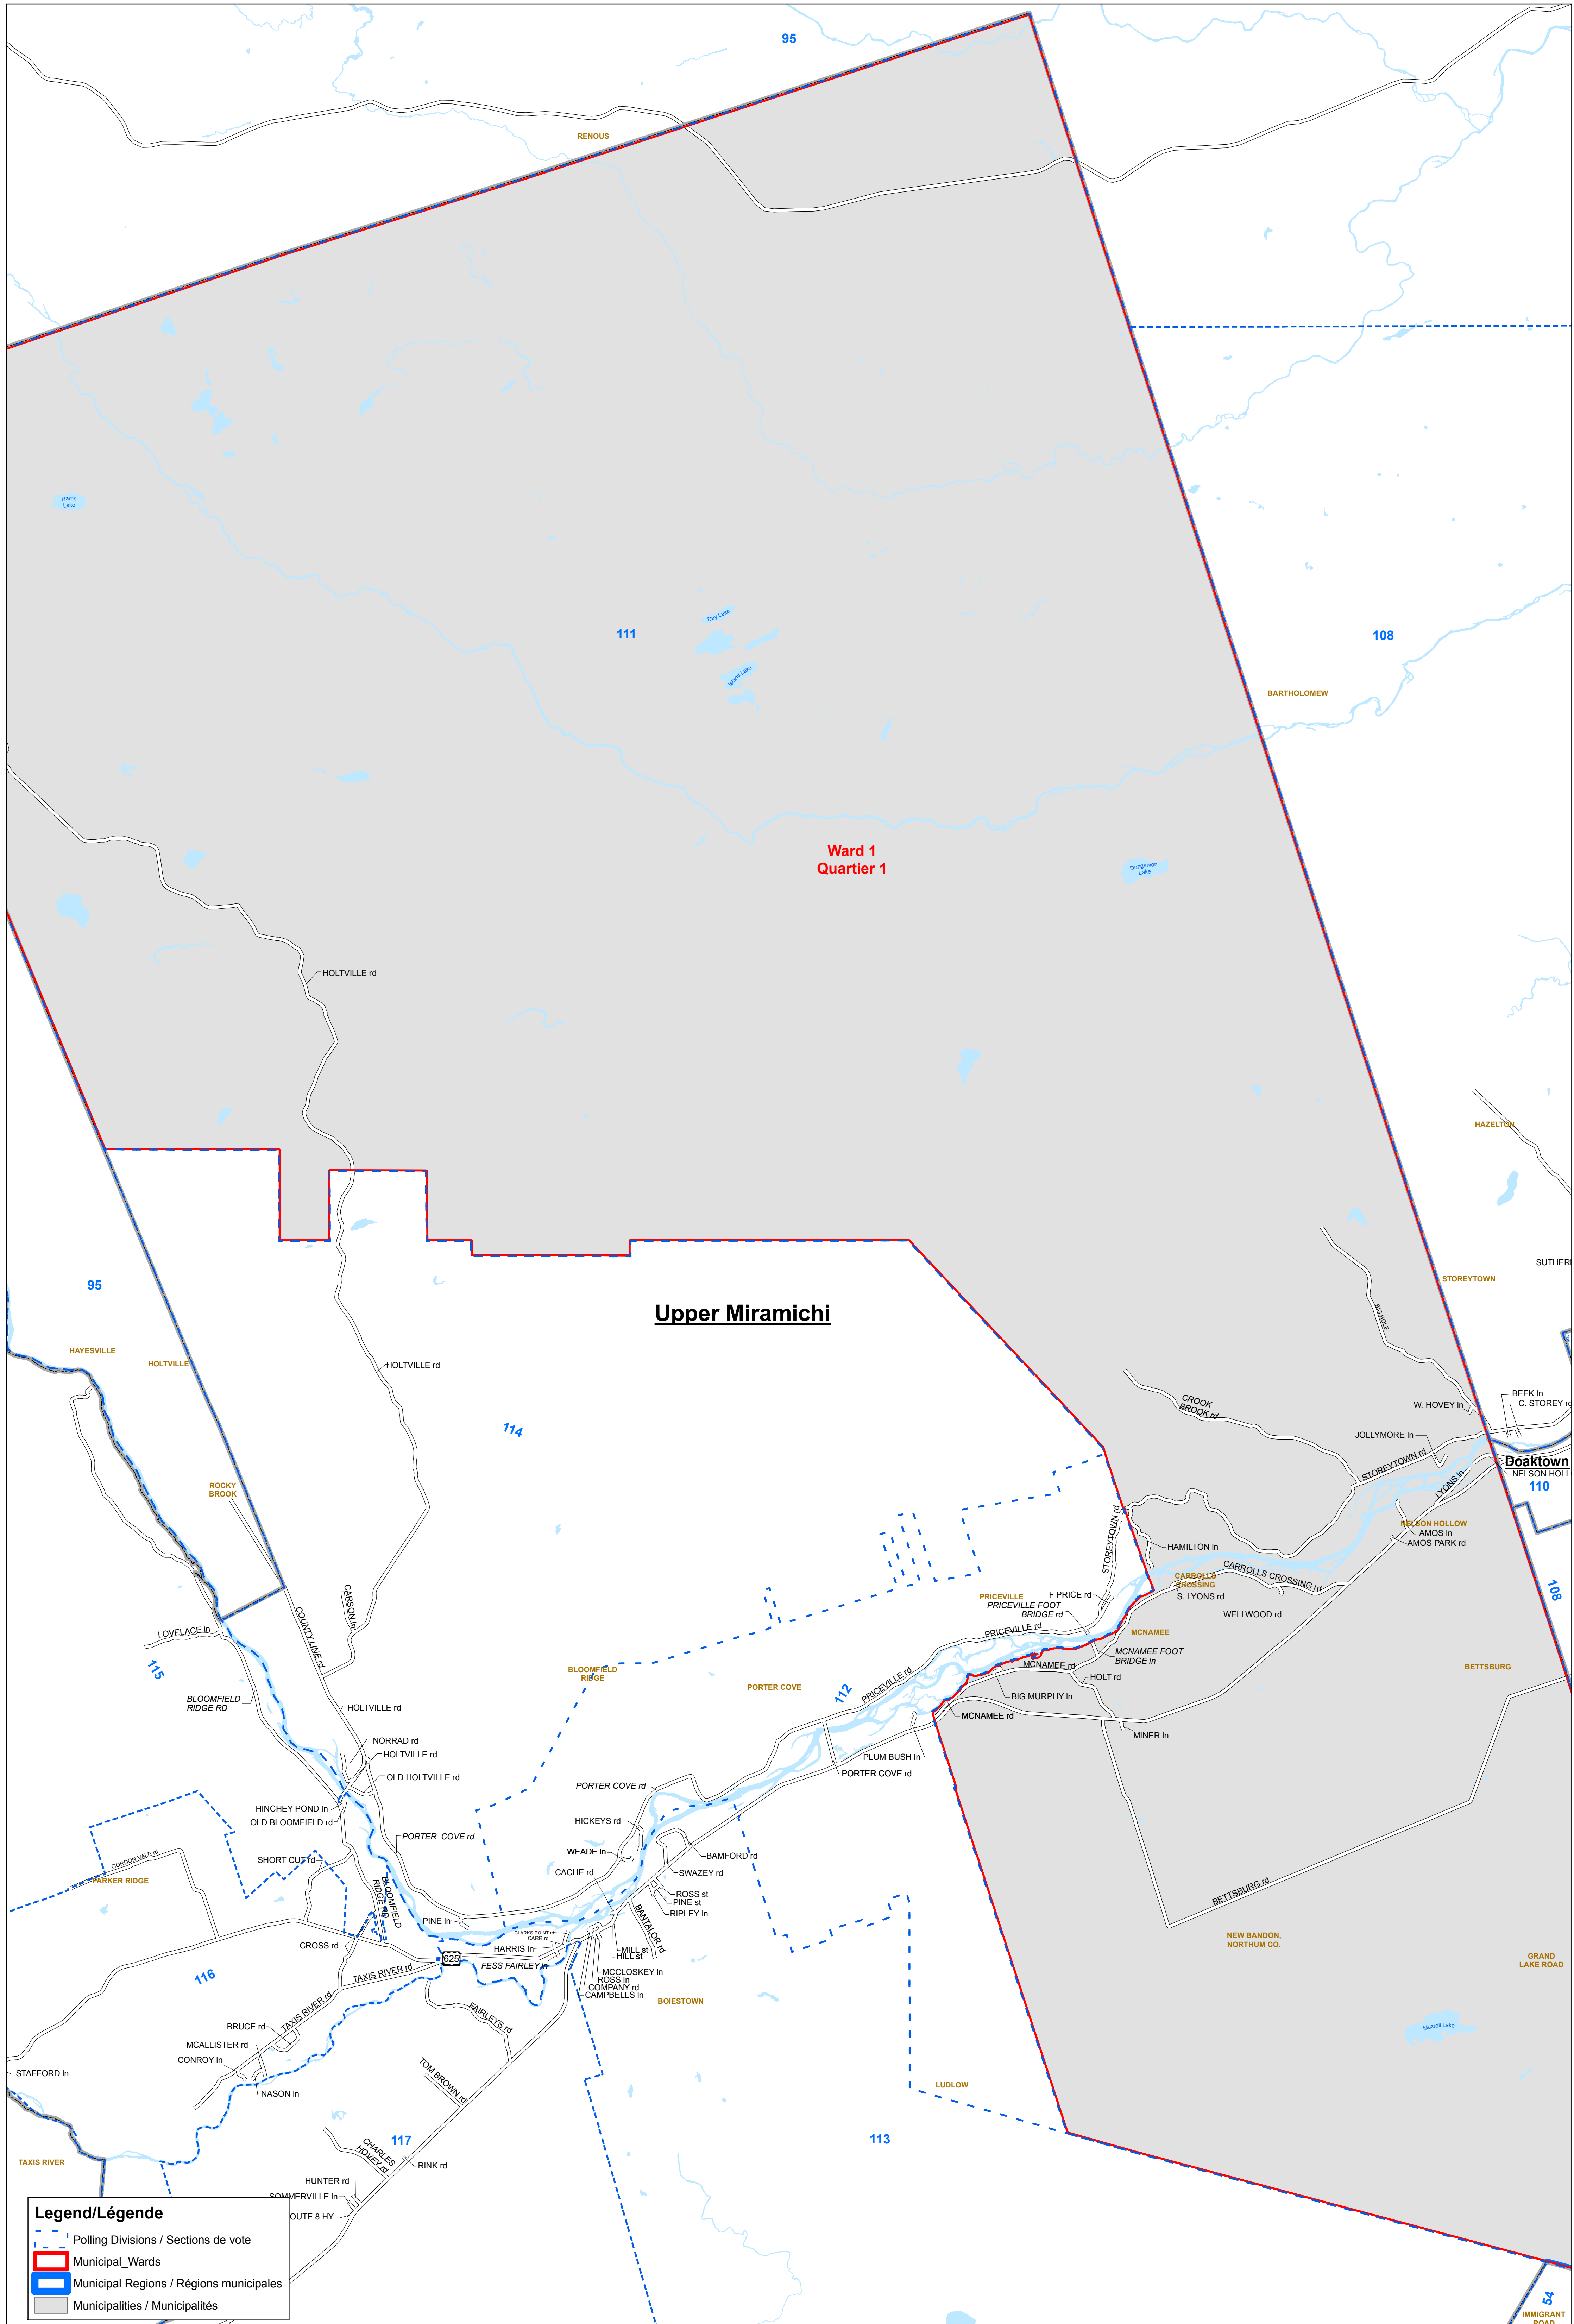 95
RENOUS
Harris
Lake
Day Lake
111
Island Lake
108
BARTHOLOMEW
Ward 1
Quartier 1
Dungarvon
Lake
HOLTVILLE rd
HAZELTON
SUTHER
95
STOREYTOWN
Upper Miramichi
BIG HOLE
HAYESVILLE
HOLTVILLE
HOLTVILLE rd
BEEK ln
C. STOREY rd
W. HOVEY ln
CROOK
BROOK rd
114
JOLLYMORE ln
STOREYTOWN rd
Doaktown
NELSON HOLL
LYONS ln
110
ROCKY
BROOK
NELSON HOLLOW
AMOS ln
AMOS PARK rd
STOREYTOWN rd
HAMILTON ln
CARROLLS
CROSSING
CARROLLS CROSSING rd
108
S. LYONS rd
WELLWOOD rd
PRICEVILLE
F PRICE rd
PRICEVILLE FOOT
BRIDGE rd
PRICEVILLE rd
MCNAMEE
MCNAMEE FOOT
BRIDGE ln
CARSON ln
COUNTY LINE rd
LOVELACE ln
115
BLOOMFIELD
RIDGE
PORTER COVE
112
PRICEVILLE rd
MCNAMEE rd
HOLT rd
BETTSBURG
BIG MURPHY ln
MCNAMEE rd
MINER ln
BLOOMFIELD
RIDGE RD
HOLTVILLE rd
NORRAD rd
HOLTVILLE rd
OLD HOLTVILLE rd
PLUM BUSH ln
PORTER COVE rd
PORTER COVE rd
HINCHEY POND ln
OLD BLOOMFIELD rd
HICKEYS rd
PORTER COVE rd
WEADE ln
BAMFORD rd
SHORT CUT rd
GORDON VALE rd
PARKER RIDGE
CACHE rd
SWAZEY rd
BLOOMFIELD
RIDGE RD
ROSS st
PINE st
RIPLEY ln
BETTSBURG rd
PINE ln
CLARKS POINT rd
CARR rd
BANTALOR rd
NEW BANDON,
NORTHUM CO.
CROSS rd
HARRIS ln
MILL st
HILL st
625
FESS FAIRLEY ln
GRAND
LAKE ROAD
116
TAXIS RIVER rd
MCCLOSKEY ln
ROSS ln
COMPANY rd
CAMPBELLS ln
BOIESTOWN
TAXIS RIVER rd
FAIRLEYS rd
BRUCE rd
Muzroll Lake
MCALLISTER rd
CONROY ln
STAFFORD ln
NASON ln
TOM BROWN rd
LUDLOW
117
113
CHARLES
HOVEY rd
TAXIS RIVER
RINK rd
HUNTER rd
SOMMERVILLE ln
OUTE 8 HY
Legend/Légende
Polling Divisions / Sections de vote
Municipal_Wards
Municipal Regions / Régions municipales
Municipalities / Municipalités
54
IMMIGRANT
ROAD